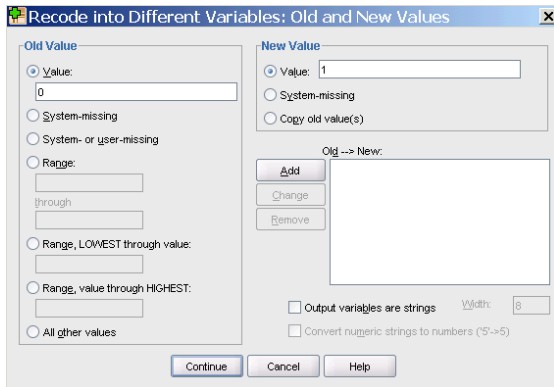 Recode into Different Variables: Old and New Values
Old Value
Value:
0
System-missing
System- or user-missing
Range:
through
Range, LOWEST through value:
Range, value through HIGHEST:
All other values
New Value
Value: 1
System-missing
Copy old value(s)
Old --> New:
Add
Change
Remove
Output variables are strings Width: 8
Convert numeric strings to numbers ('5'->5)
Continue Cancel Help